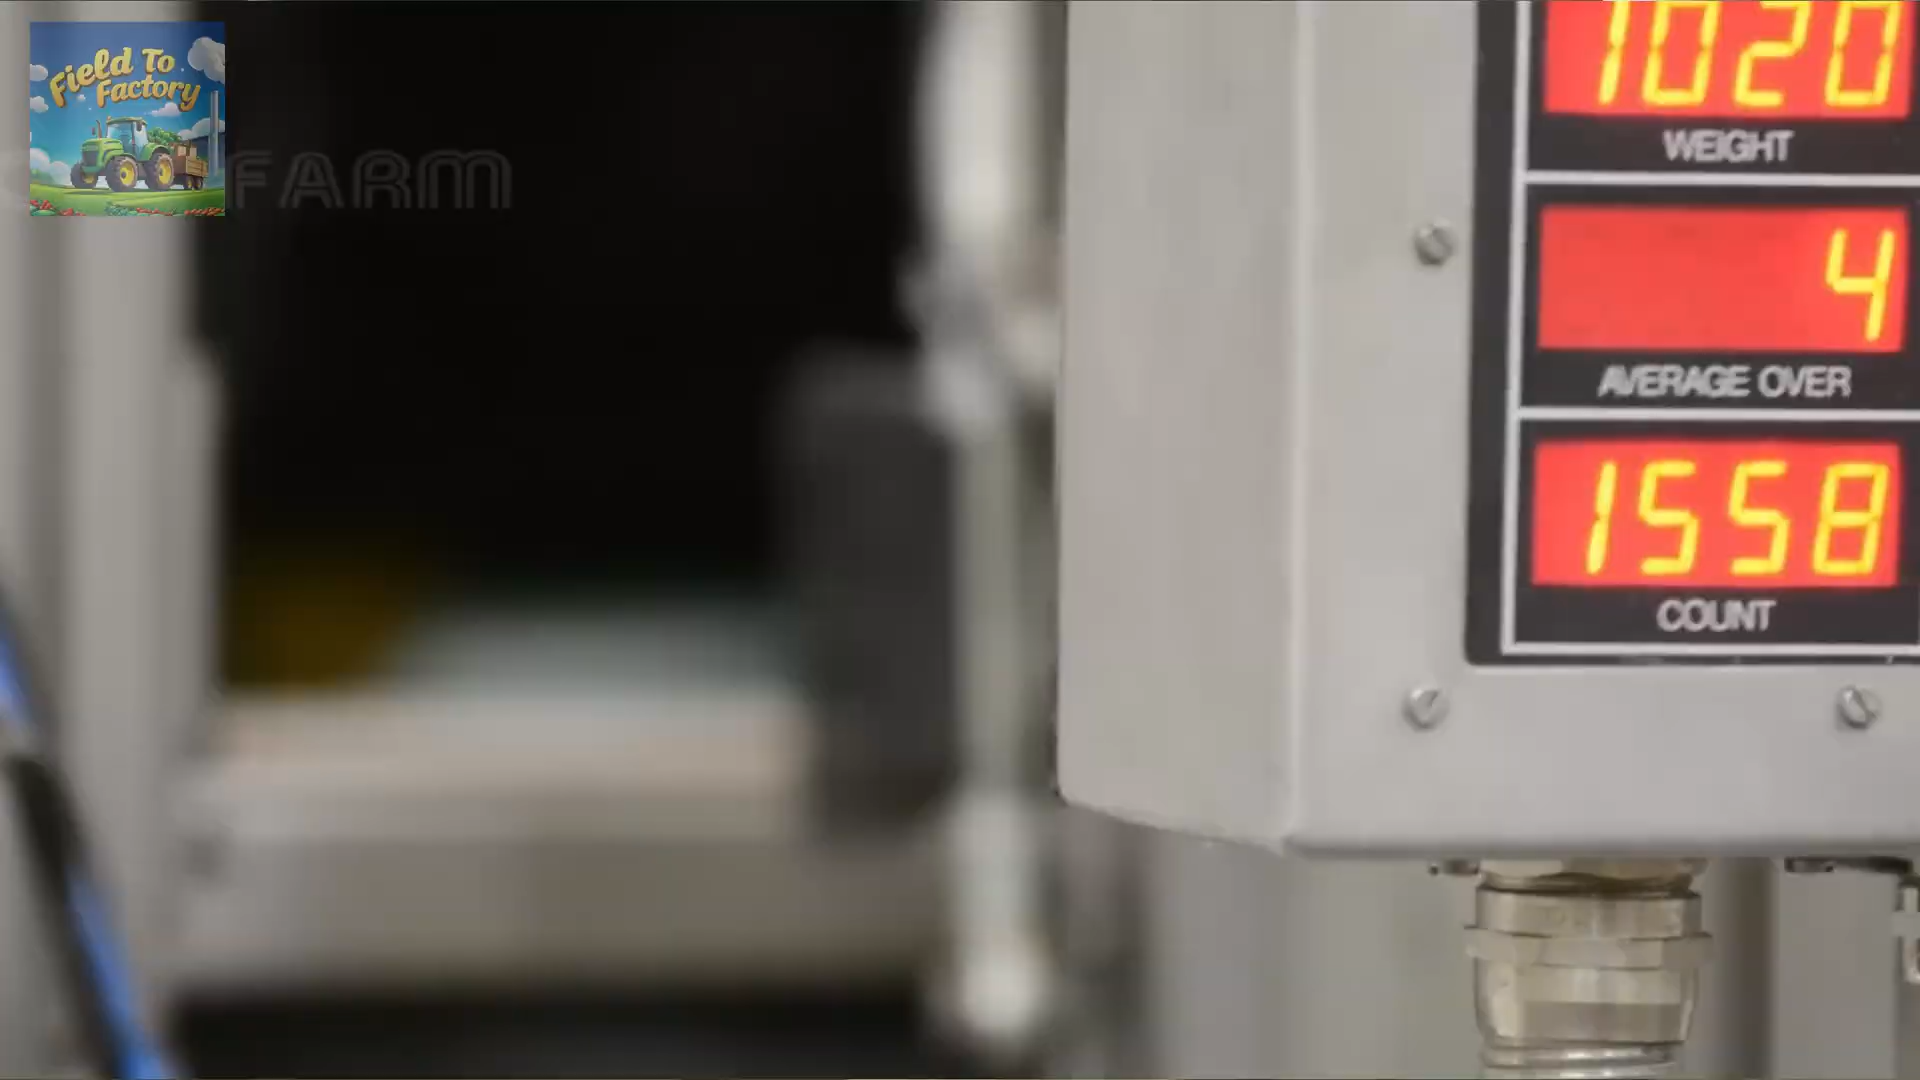 Field To
Factory
FARM
1020
WEIGHT
4
AVERAGE OVER
1558
COUNT